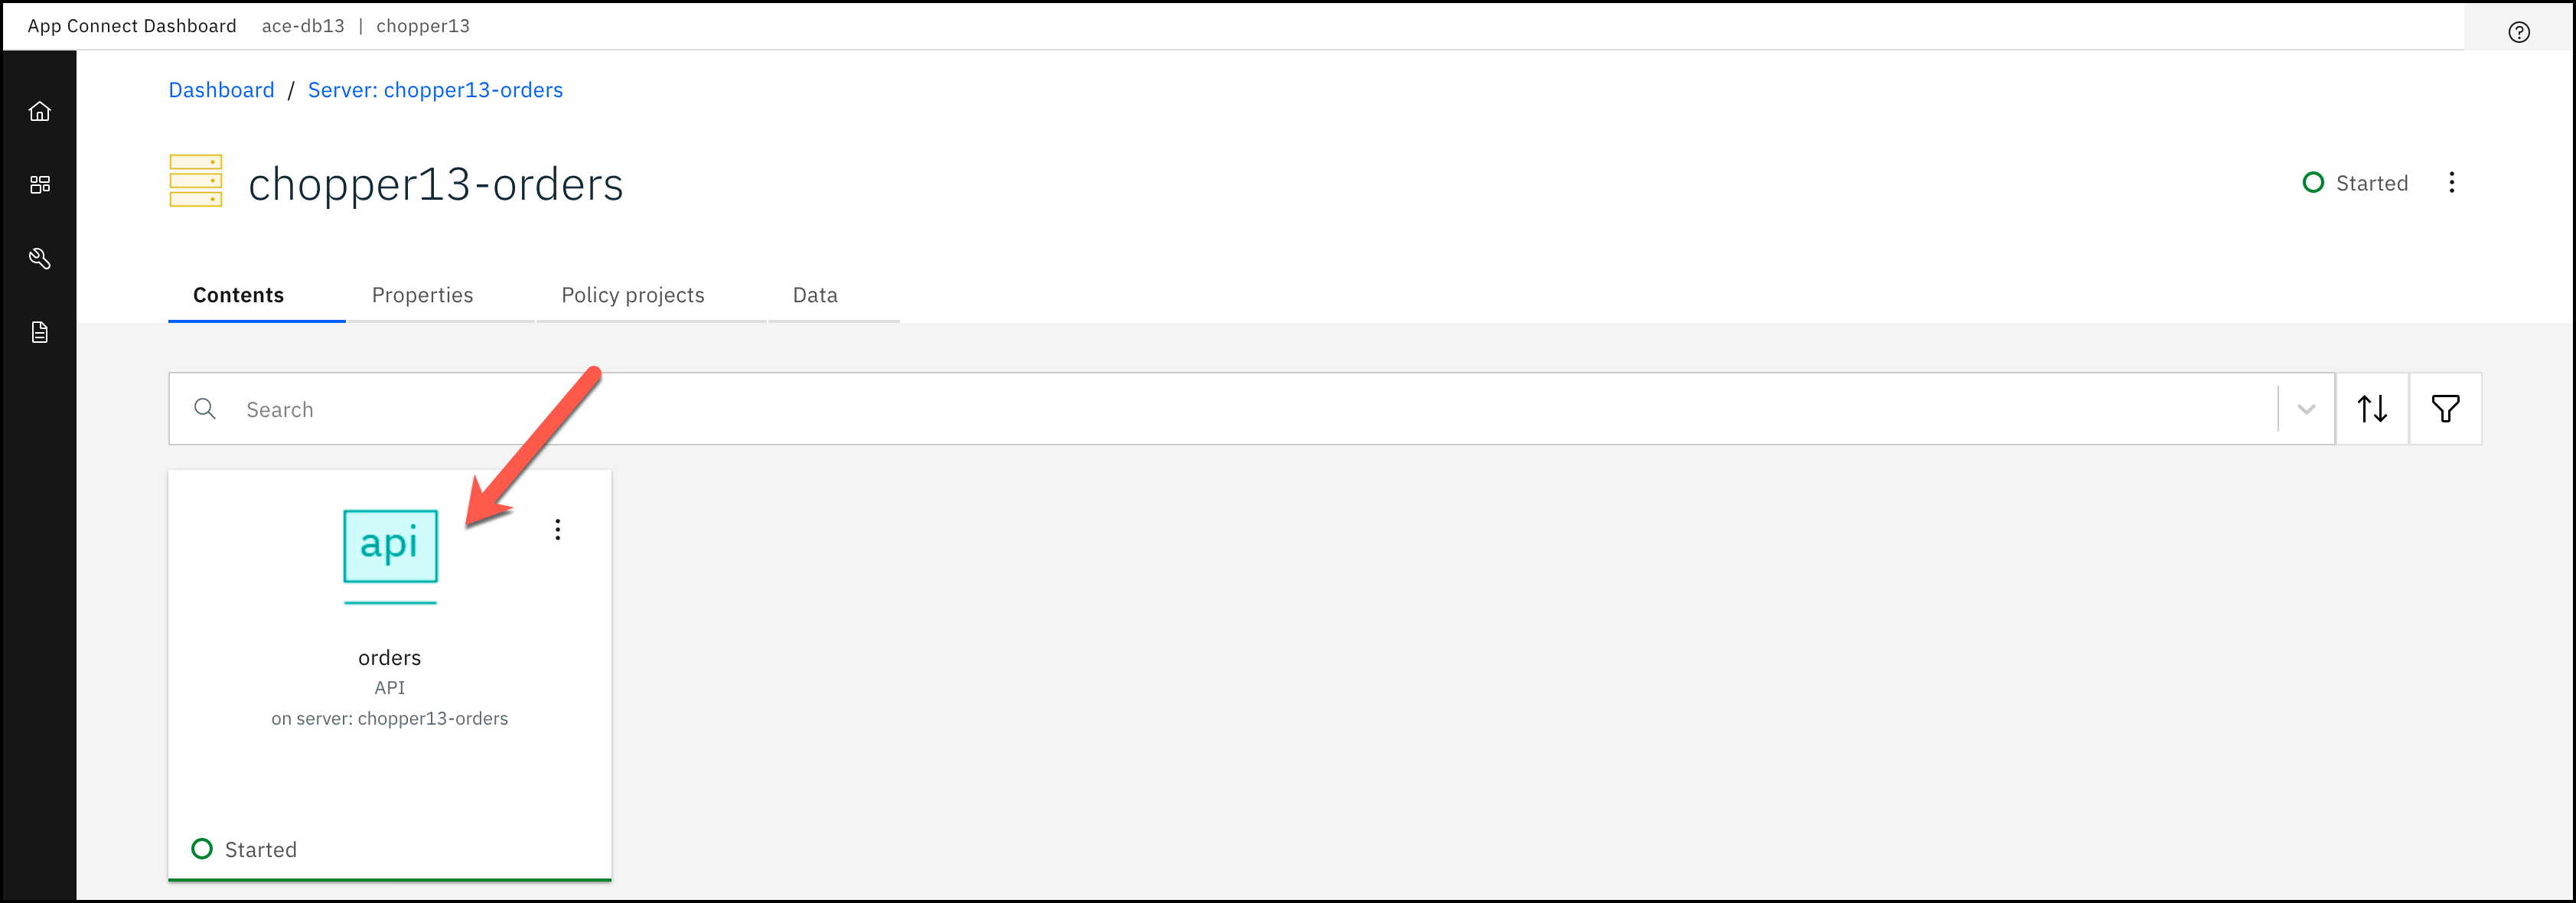 App Connect Dashboard ace-db13 | chopper13
Dashboard / Server: chopper13-orders
chopper13-orders
Started
Contents Properties Policy projects Data
Search
api
orders
API
on server: chopper13-orders
Started